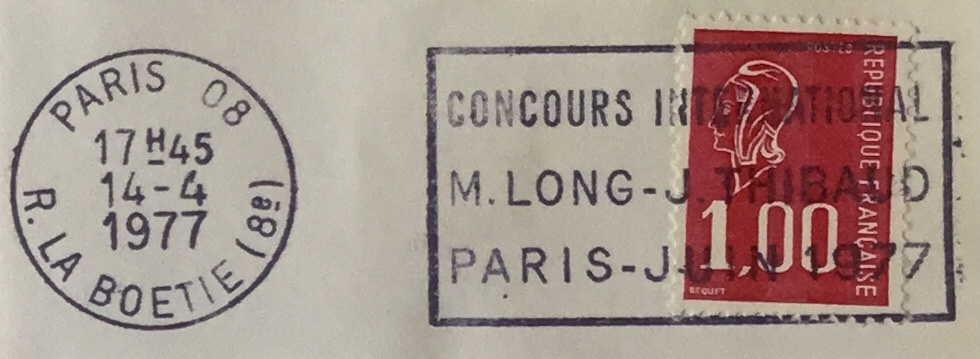 PARIS 08
17H45
14-4
1977
R. LA BOETIE (8è)
CONCOURS INTERNATIONAL
M. LONG-J. THIBAUD
PARIS-JUIN 1977
POSTES
REPUBLIQUE FRANÇAISE
1,00
BEQUET